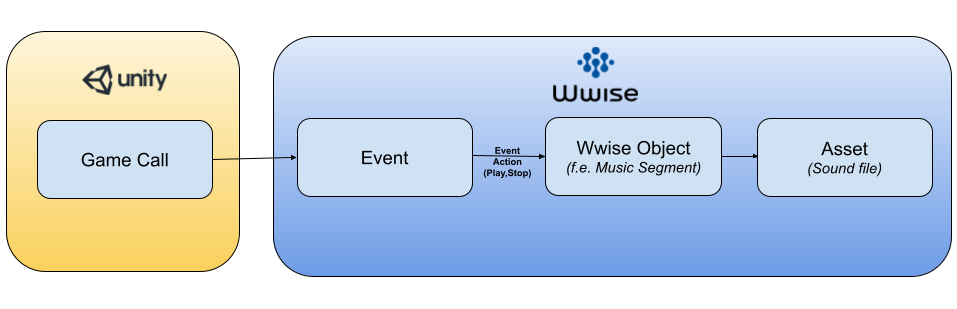 unity
Game Call
Wwise
Event
Event
Action
(Play,Stop)
Wwise Object
(f.e. Music Segment)
Asset
(Sound file)